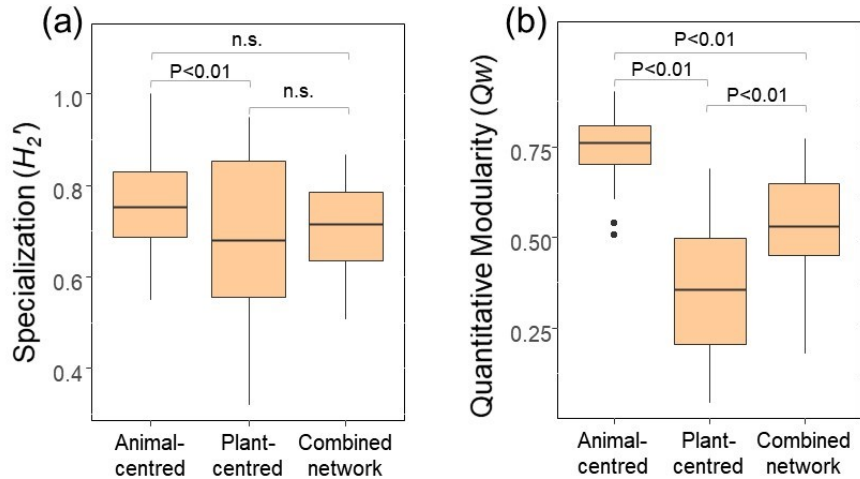 (a)
n.s.
P<0.01
n.s.
Specialization (H2')
1.0
0.8
0.6
0.4
Animal-
centred
Plant-
centred
Combined
network
(b)
P<0.01
P<0.01
P<0.01
Quantitative Modularity (Qw)
0.75
0.50
0.25
Animal-
centred
Plant-
centred
Combined
network